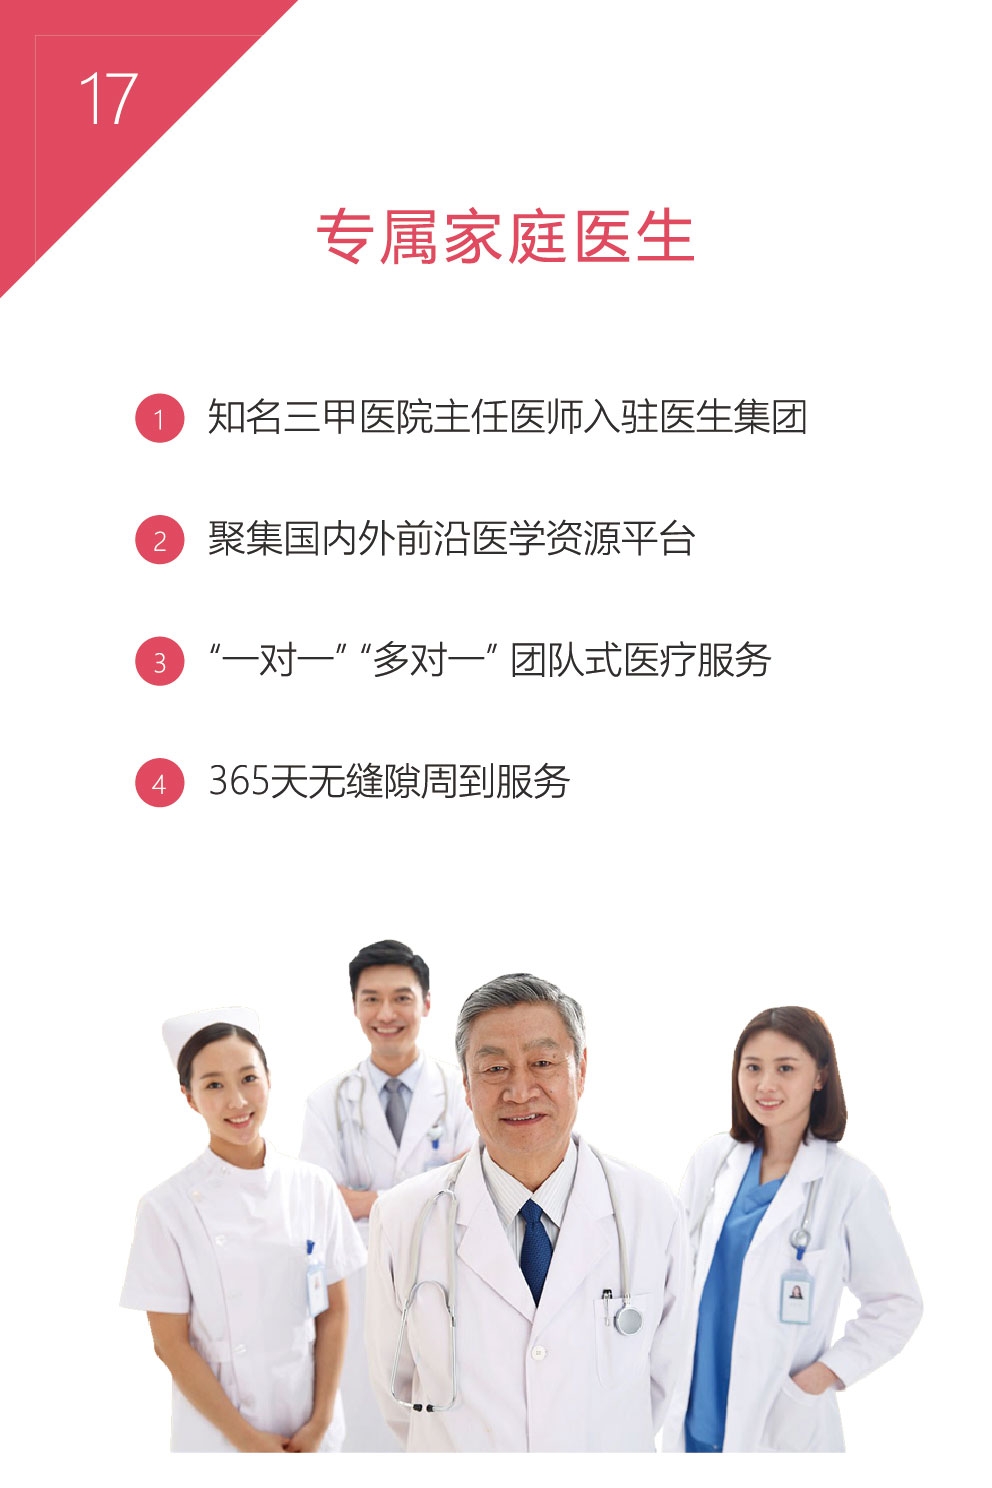 17
专属家庭医生
1 知名三甲医院主任医师入驻医生集团
2 聚集国内外前沿医学资源平台
3 “一对一” “多对一” 团队式医疗服务
4 365天无缝隙周到服务